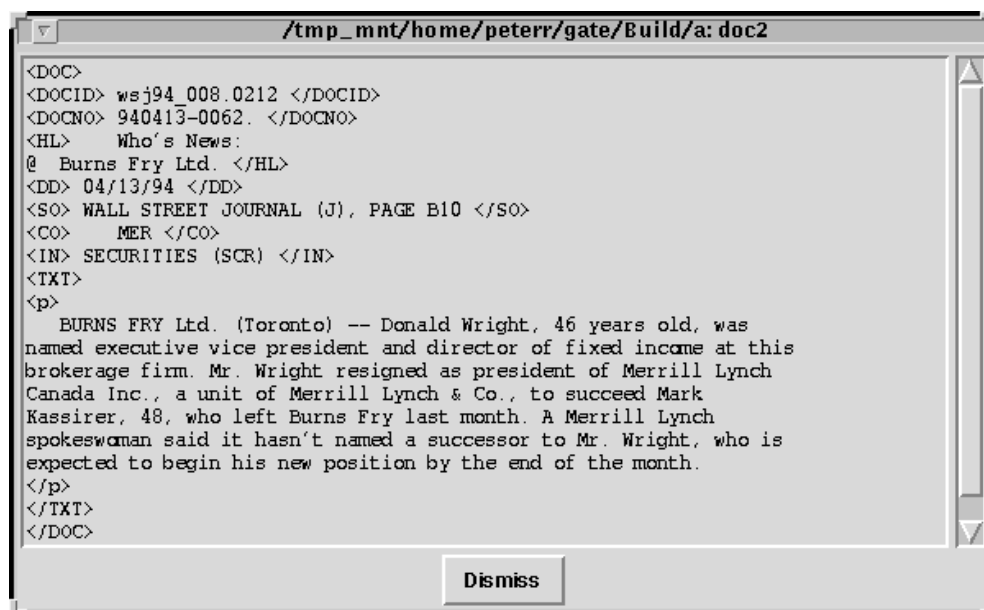 /tmp_mnt/home/peterr/gate/Build/a: doc2
<DOC>
<DOCID> wsj94_008.0212 </DOCID>
<DOCNO> 940413-0062. </DOCNO>
<HL>    Who's News:
@  Burns Fry Ltd. </HL>
<DD> 04/13/94 </DD>
<SO> WALL STREET JOURNAL (J), PAGE B10 </SO>
<CO>    MER </CO>
<IN> SECURITIES (SCR) </IN>
<TXT>
<p>
   BURNS FRY Ltd. (Toronto) -- Donald Wright, 46 years old, was
named executive vice president and director of fixed income at this
brokerage firm. Mr. Wright resigned as president of Merrill Lynch
Canada Inc., a unit of Merrill Lynch & Co., to succeed Mark
Kassirer, 48, who left Burns Fry last month. A Merrill Lynch
spokeswoman said it hasn't named a successor to Mr. Wright, who is
expected to begin his new position by the end of the month.
</p>
</TXT>
</DOC>
Dismiss